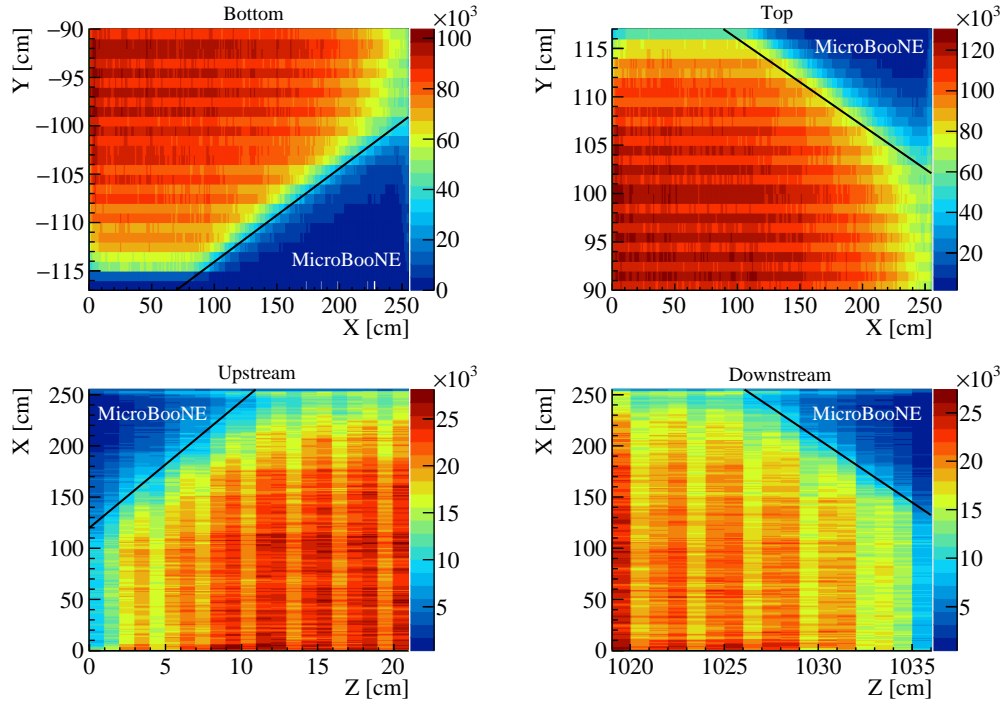 Bottom
×10³
Y [cm]
−90
−95
−100
−105
−110
−115
100
80
60
40
20
0
MicroBooNE
0 50 100 150 200 250
X [cm]
Top
×10³
Y [cm]
115
110
105
100
95
90
120
100
80
60
40
20
MicroBooNE
0 50 100 150 200 250
X [cm]
Upstream
×10³
X [cm]
250
200
150
100
50
0
25
20
15
10
5
MicroBooNE
0 5 10 15 20
Z [cm]
Downstream
×10³
X [cm]
250
200
150
100
50
0
25
20
15
10
5
MicroBooNE
1020 1025 1030 1035
Z [cm]